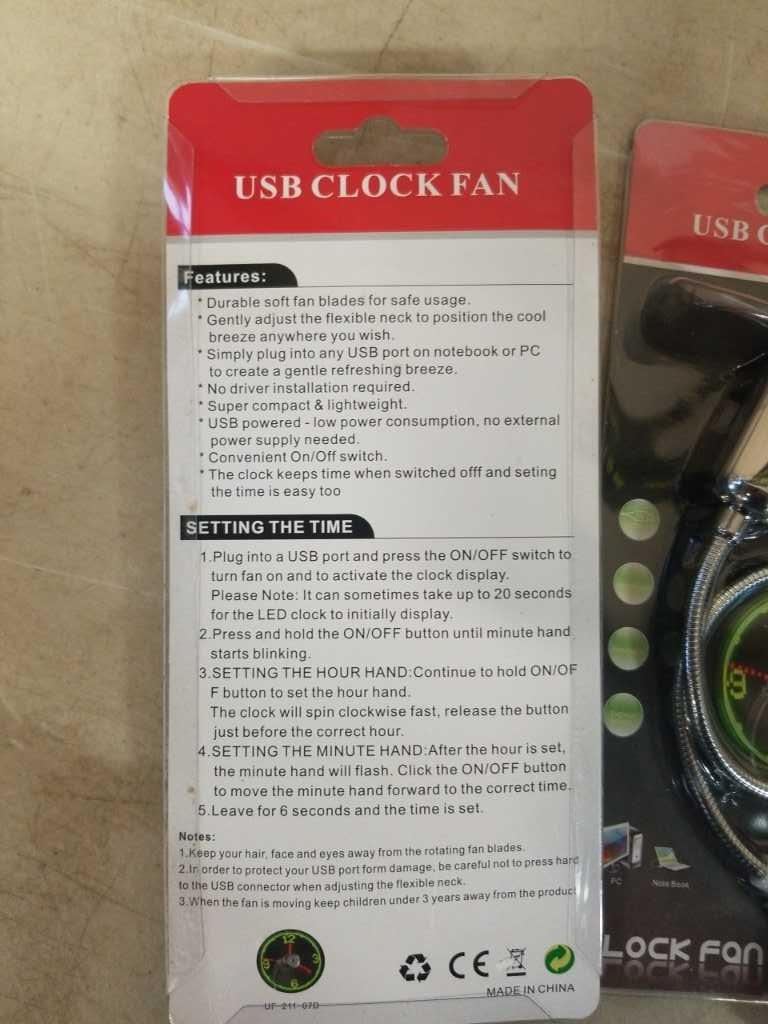 USB CLOCK FAN
Features:
* Durable soft fan blades for safe usage.
* Gently adjust the flexible neck to position the cool
breeze anywhere you wish.
* Simply plug into any USB port on notebook or PC
to create a gentle refreshing breeze.
* No driver installation required.
* Super compact & lightweight.
* USB powered - low power consumption, no external
power supply needed.
* Convenient On/Off switch.
* The clock keeps time when switched offf and seting
the time is easy too
SETTING THE TIME
1.Plug into a USB port and press the ON/OFF switch to
turn fan on and to activate the clock display.
Please Note: It can sometimes take up to 20 seconds
for the LED clock to initially display.
2.Press and hold the ON/OFF button until minute hand
starts blinking.
3.SETTING THE HOUR HAND:Continue to hold ON/OF
F button to set the hour hand.
The clock will spin clockwise fast, release the button
just before the correct hour.
4.SETTING THE MINUTE HAND:After the hour is set,
the minute hand will flash. Click the ON/OFF button
to move the minute hand forward to the correct time.
5.Leave for 6 seconds and the time is set.
Notes:
1.Keep your hair, face and eyes away from the rotating fan blades.
2.In order to protect your USB port form damage, be careful not to press hard
to the USB connector when adjusting the flexible neck.
3.When the fan is moving keep children under 3 years away from the product
12
9 3
6
CE
MADE IN CHINA
UF-211-07D
USB C
9
PC
Note Book
LOCK Fan